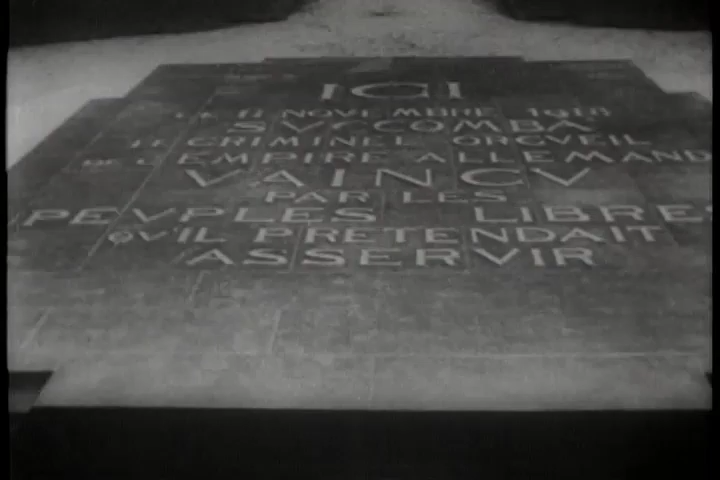 ICI
LE 11 NOVEMBRE 1918
SVCCOMBA
LE CRIMINEL ORGVEIL
DE L'EMPIRE ALLEMAND
VAINCV
PAR LES
PEVPLES LIBRES
QV'IL PRETENDAIT
ASSERVIR